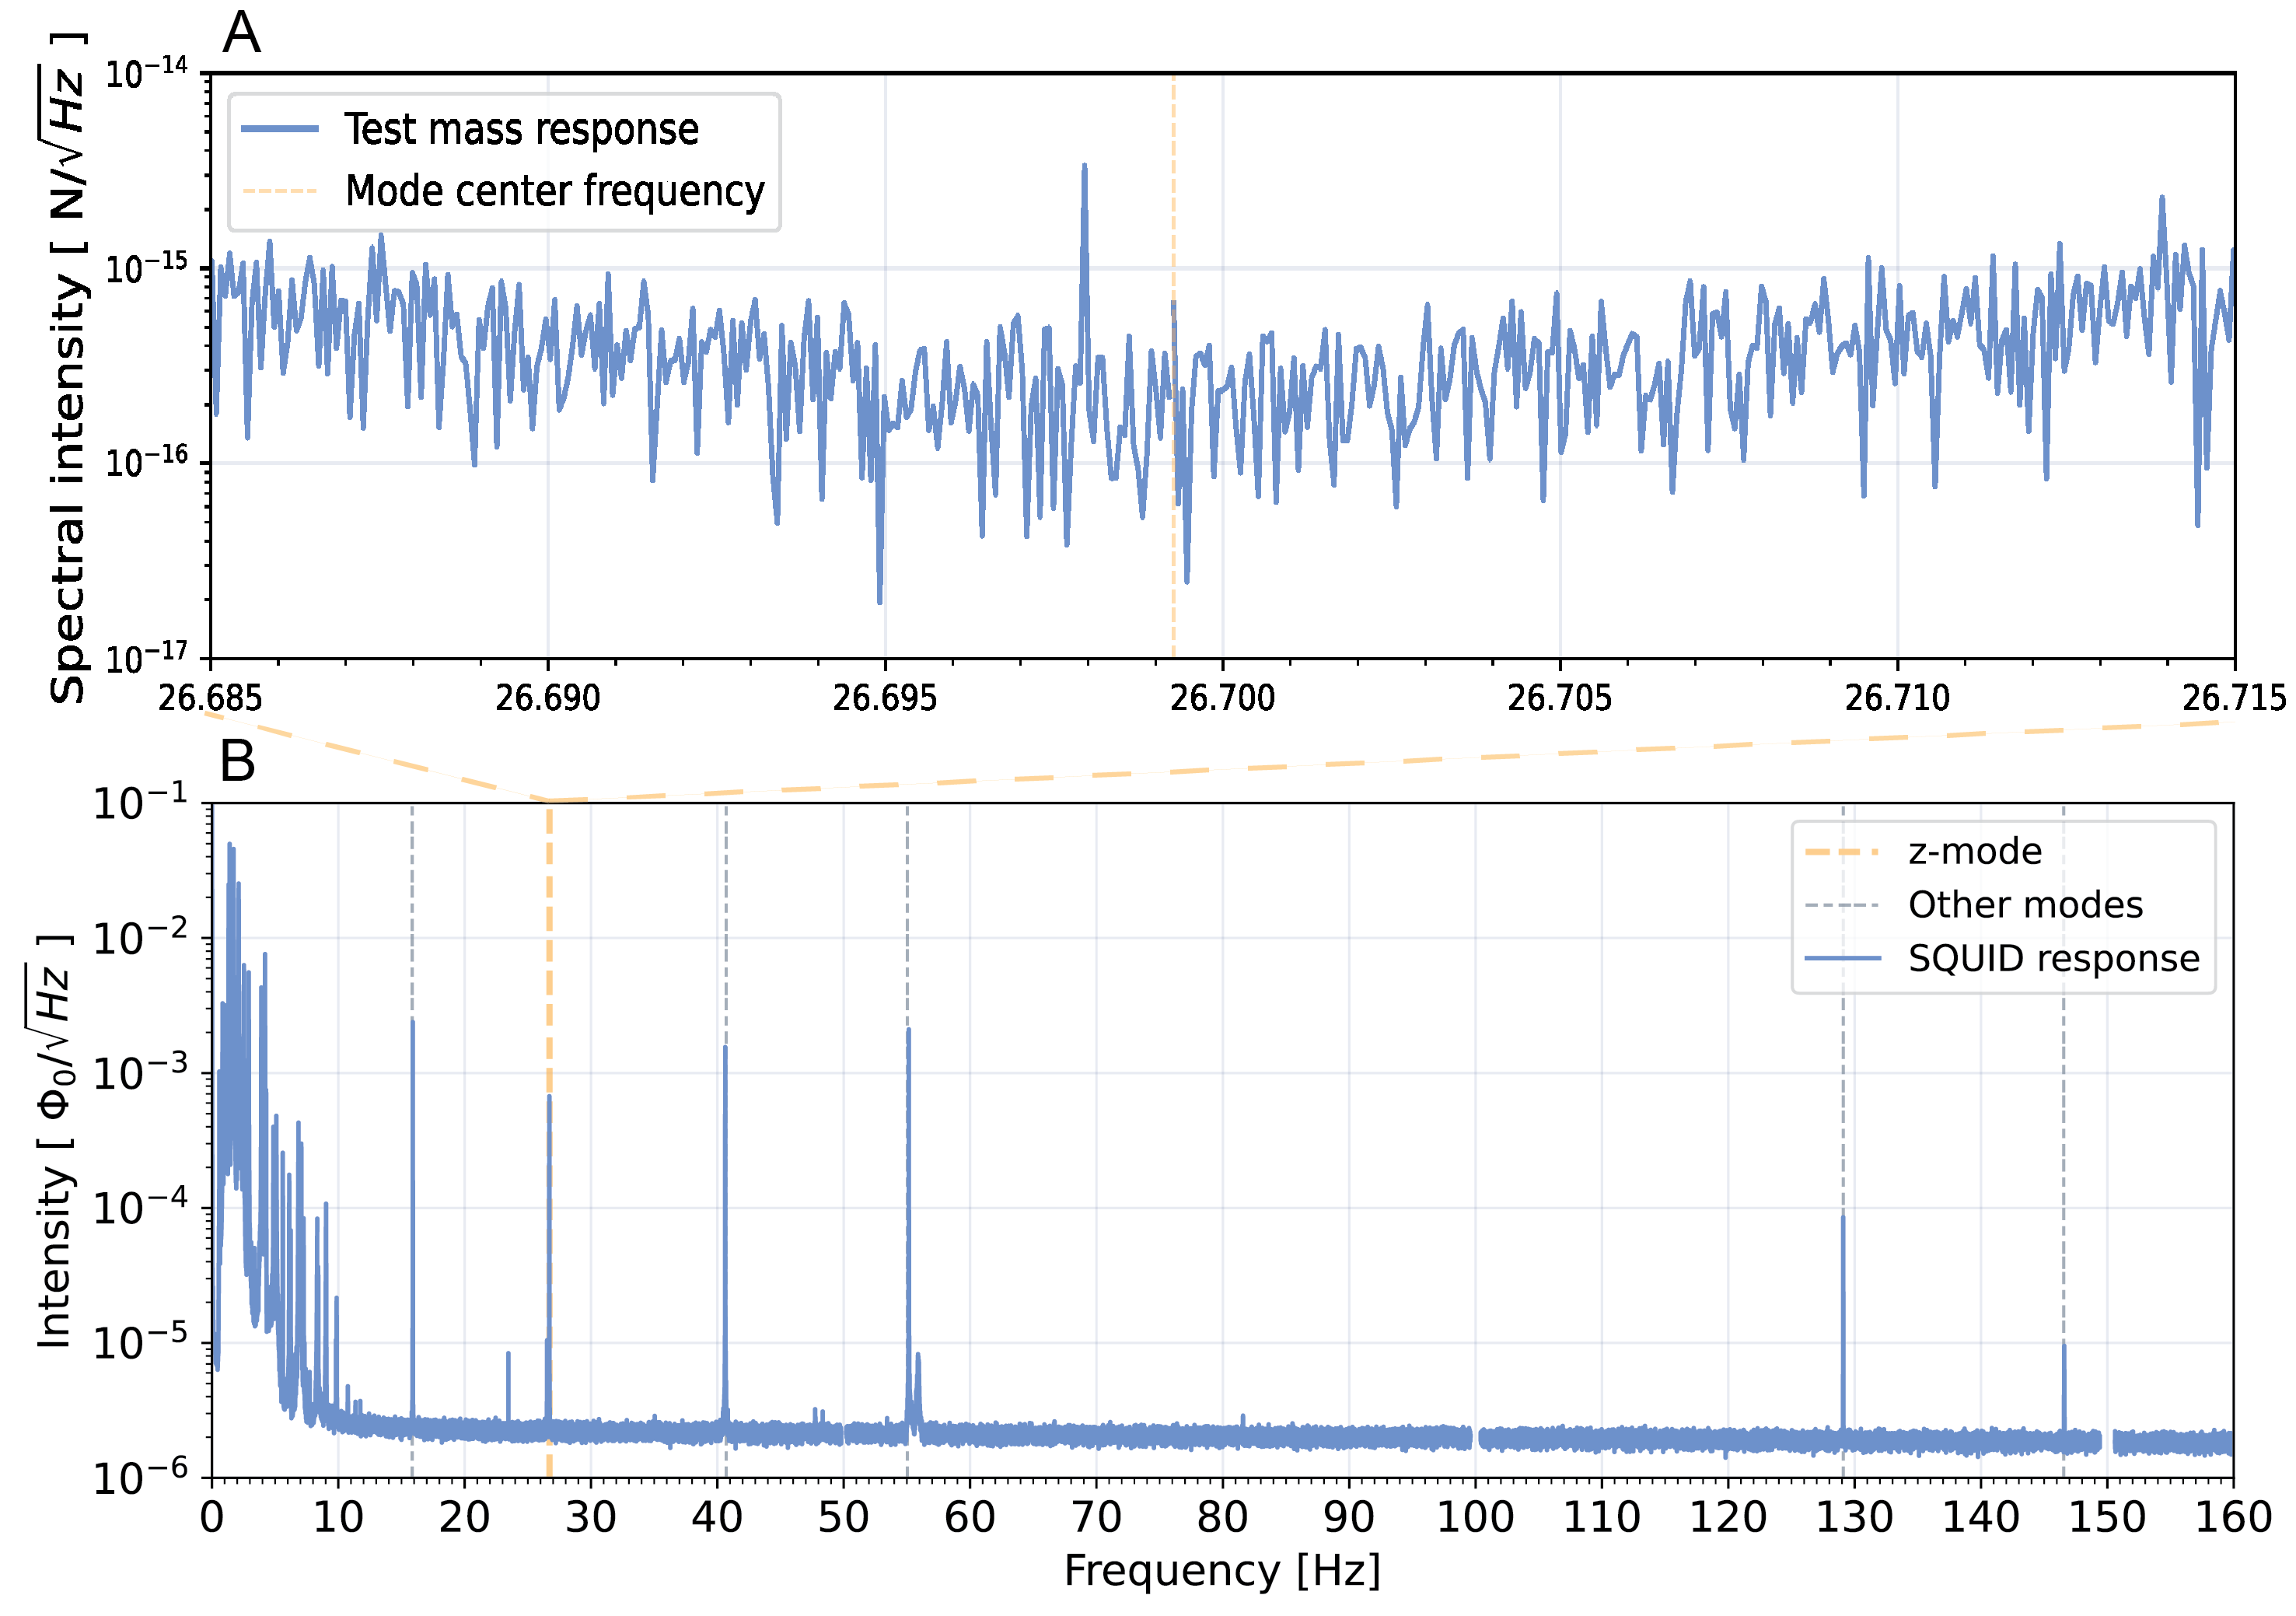 A
Spectral intensity [ N/√Hz ]
10⁻¹⁴
10⁻¹⁵
10⁻¹⁶
10⁻¹⁷
Test mass response
Mode center frequency
26.685 26.690 26.695 26.700 26.705 26.710 26.715
B
Intensity [ Φ₀/√Hz ]
10⁻¹
10⁻²
10⁻³
10⁻⁴
10⁻⁵
10⁻⁶
z-mode
Other modes
SQUID response
0 10 20 30 40 50 60 70 80 90 100 110 120 130 140 150 160
Frequency [Hz]